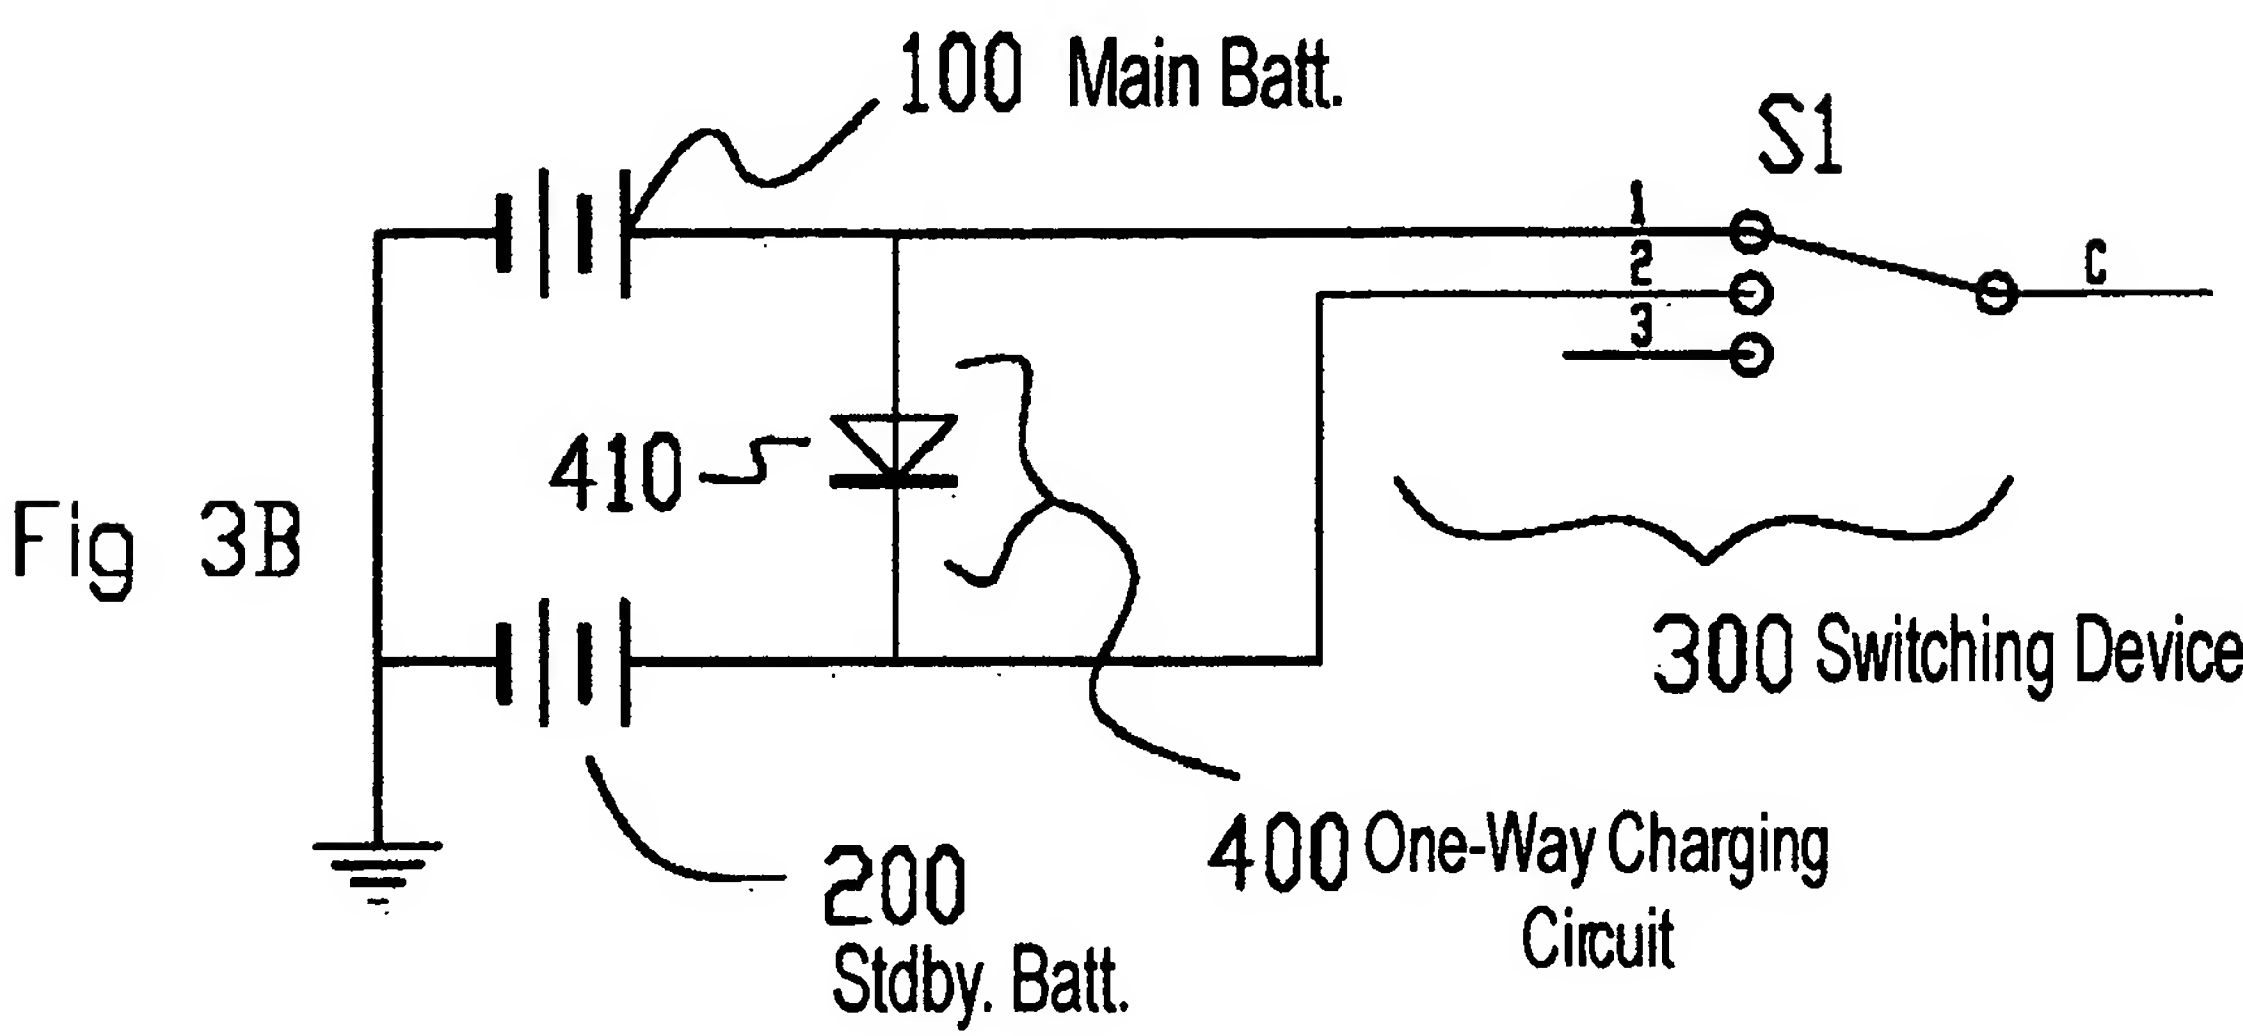 100 Main Batt.
S1
1
2
3
C
410
Fig 3B
300 Switching Device
400 One-Way Charging
Circuit
200
Stdby. Batt.